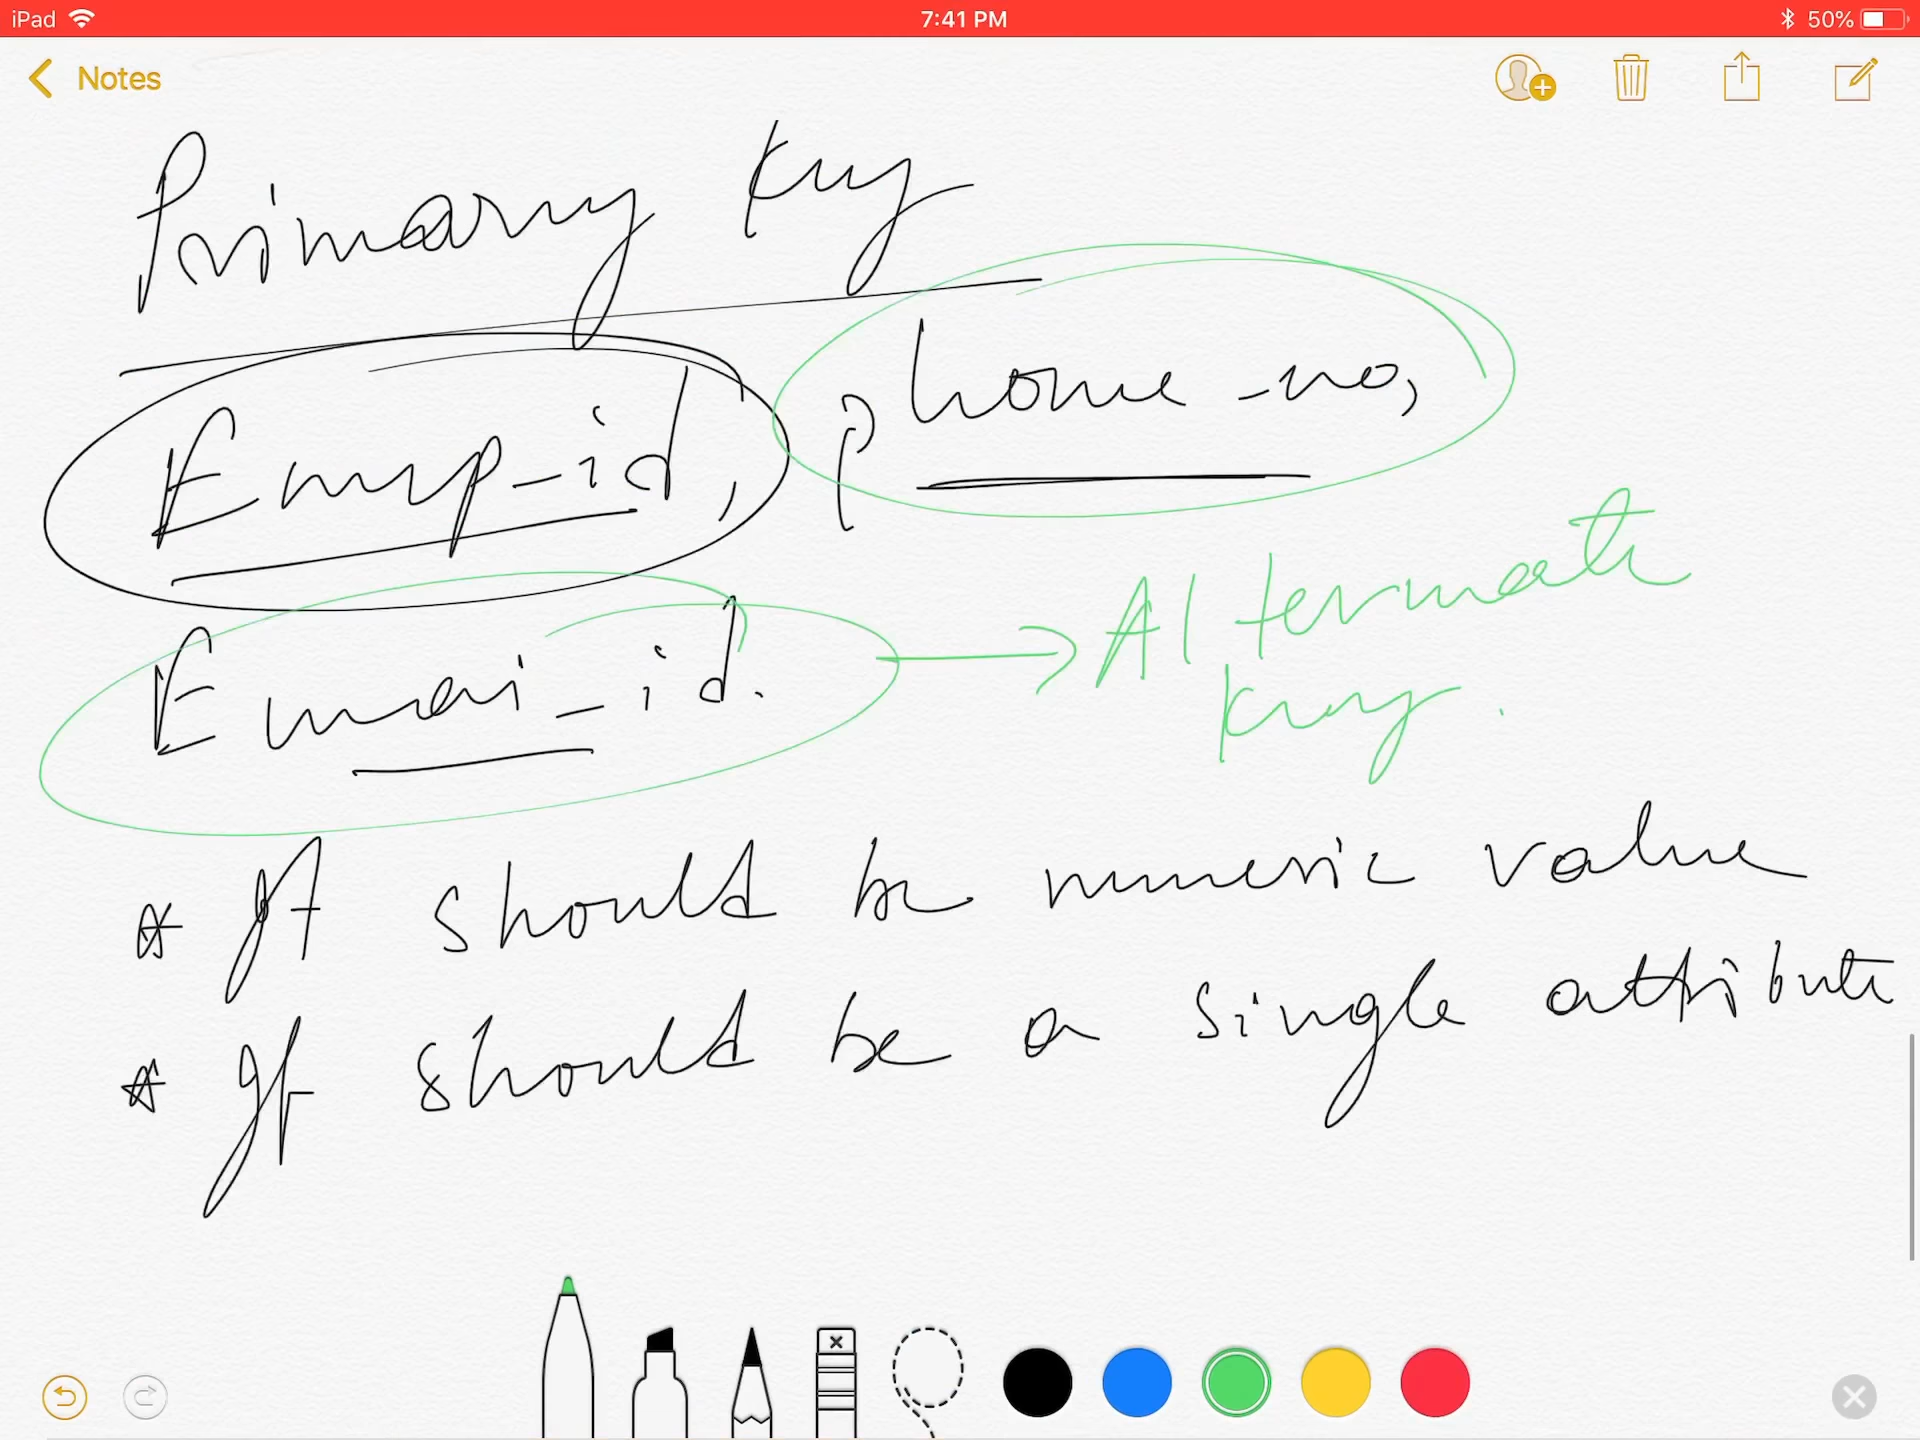 iPad 7:41 PM 50%
Notes
Primary key
Emp-id, phone-no,
Emai-id.
Alternate
key.
* It should be numeric value
* It should be a single attribute